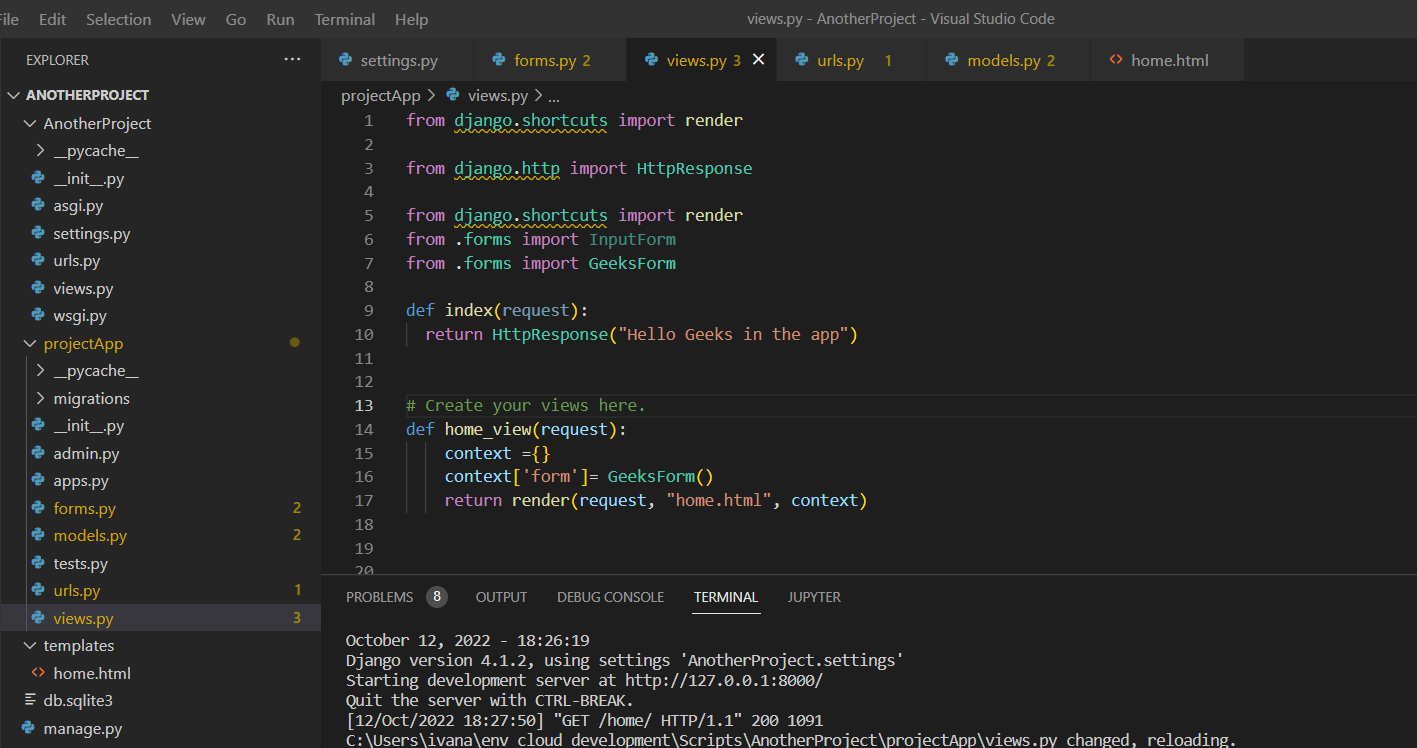 File Edit Selection View Go Run Terminal Help
views.py - AnotherProject - Visual Studio Code
EXPLORER ...
ANOTHERPROJECT
AnotherProject
__pycache__
__init__.py
asgi.py
settings.py
urls.py
views.py
wsgi.py
projectApp
__pycache__
migrations
__init__.py
admin.py
apps.py
forms.py 2
models.py 2
tests.py
urls.py 1
views.py 3
templates
home.html
db.sqlite3
manage.py
settings.py forms.py 2 views.py 3 urls.py 1 models.py 2 home.html
projectApp > views.py > ...
1 from django.shortcuts import render
2
3 from django.http import HttpResponse
4
5 from django.shortcuts import render
6 from .forms import InputForm
7 from .forms import GeeksForm
8
9 def index(request):
10 return HttpResponse("Hello Geeks in the app")
11
12
13 # Create your views here.
14 def home_view(request):
15 context ={}
16 context['form']= GeeksForm()
17 return render(request, "home.html", context)
18
19
20
PROBLEMS 8 OUTPUT DEBUG CONSOLE TERMINAL JUPYTER
October 12, 2022 - 18:26:19
Django version 4.1.2, using settings 'AnotherProject.settings'
Starting development server at http://127.0.0.1:8000/
Quit the server with CTRL-BREAK.
[12/Oct/2022 18:27:50] "GET /home/ HTTP/1.1" 200 1091
C:\Users\ivana\env_cloud_development\Scripts\AnotherProject\projectApp\views.py changed, reloading.